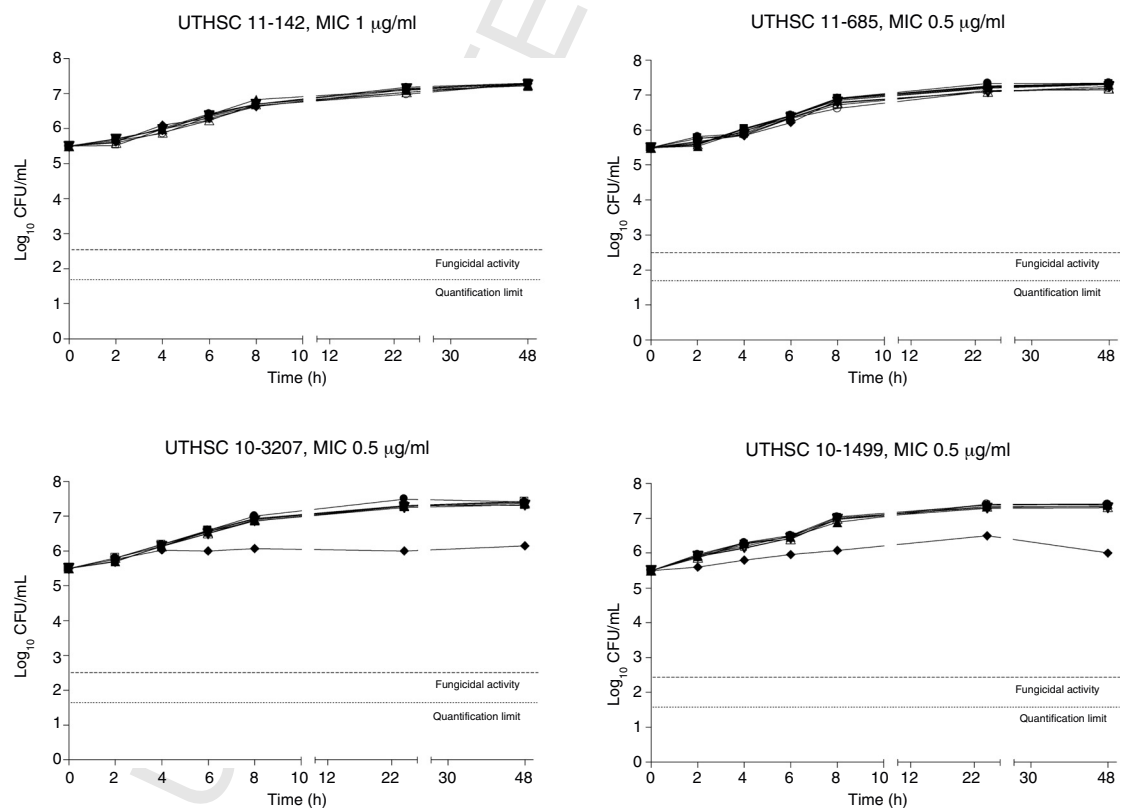 UTHSC 11-142, MIC 1 μg/ml
8
7
6
5
4
3
2
1
0
Log10 CFU/mL
Fungicidal activity
Quantification limit
0 2 4 6 8 10 12 22 30 48
Time (h)
UTHSC 11-685, MIC 0.5 μg/ml
8
7
6
5
4
3
2
1
0
Log10 CFU/mL
Fungicidal activity
Quantification limit
0 2 4 6 8 10 12 22 30 48
Time (h)
UTHSC 10-3207, MIC 0.5 μg/ml
8
7
6
5
4
3
2
1
0
Log10 CFU/mL
Fungicidal activity
Quantification limit
0 2 4 6 8 10 12 22 30 48
Time (h)
UTHSC 10-1499, MIC 0.5 μg/ml
8
7
6
5
4
3
2
1
0
Log10 CFU/mL
Fungicidal activity
Quantification limit
0 2 4 6 8 10 12 22 30 48
Time (h)